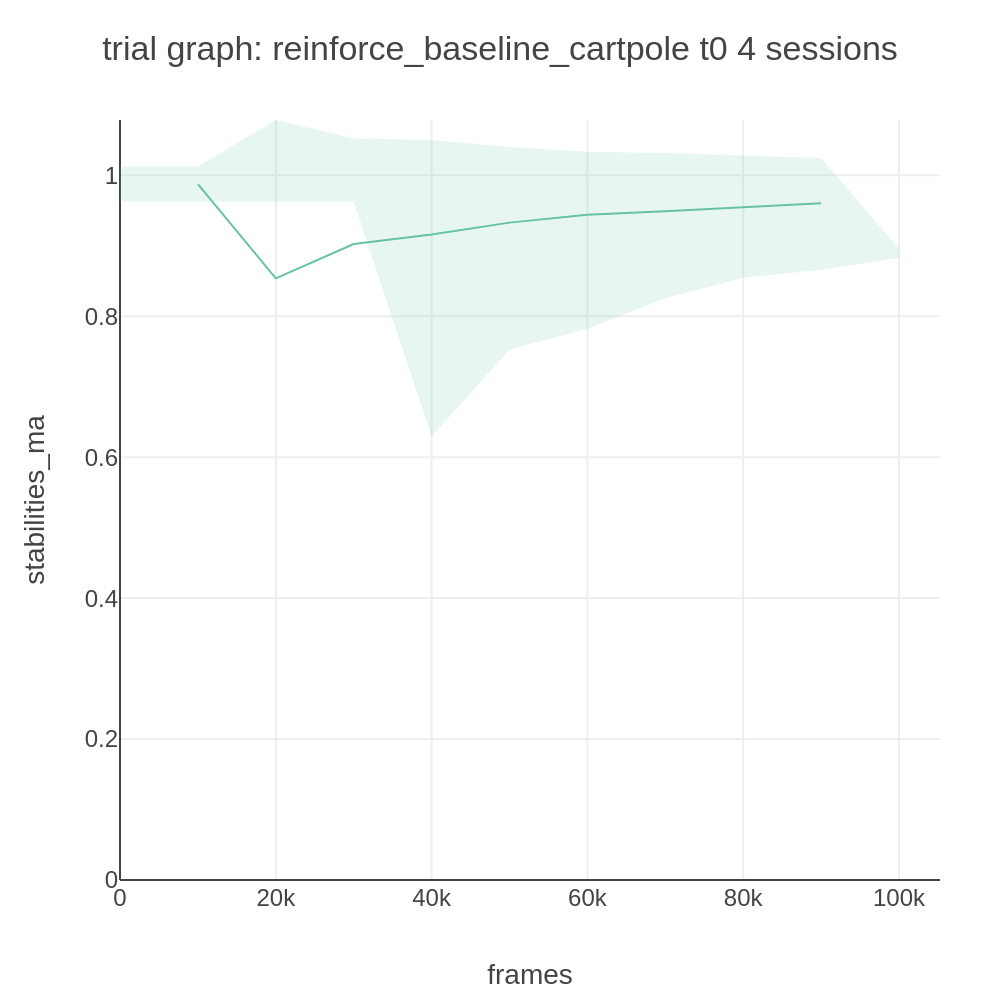 trial graph: reinforce_baseline_cartpole t0 4 sessions
stabilities_ma
1
0.8
0.6
0.4
0.2
0
0 20k 40k 60k 80k 100k
frames